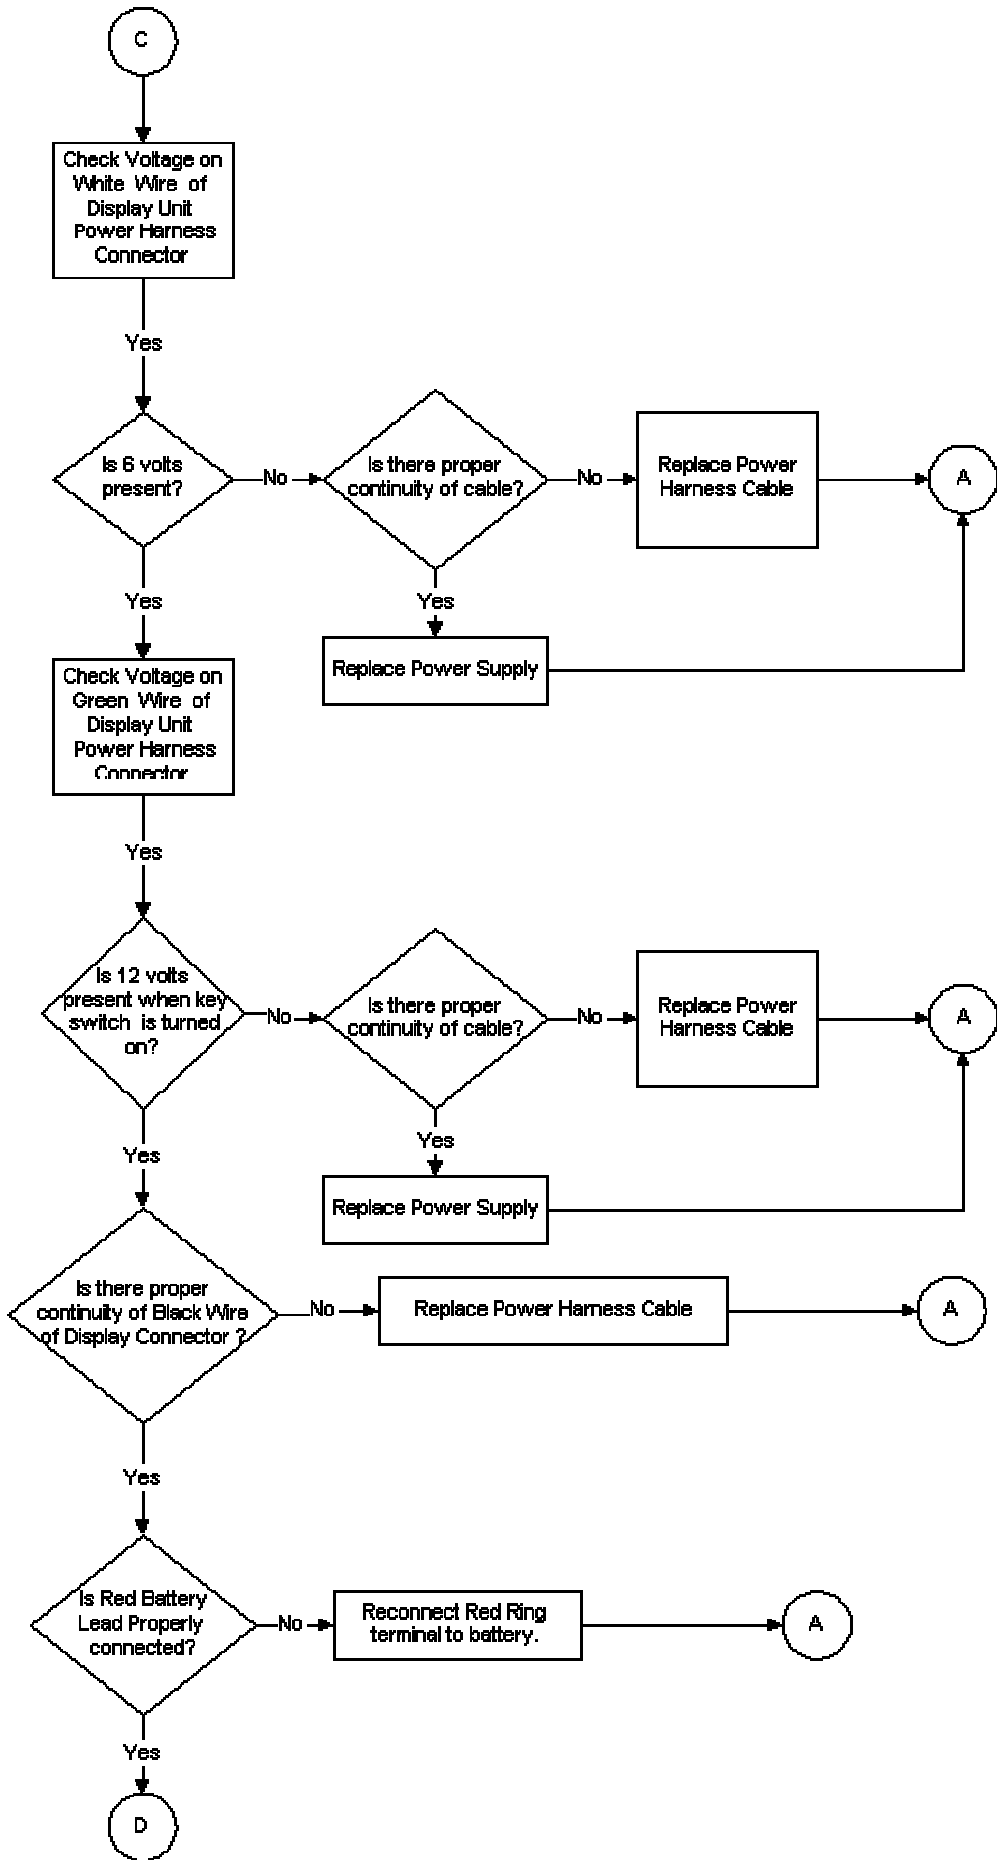 C
Check Voltage on
White Wire of
Display Unit
Power Harness
Connector
Yes
Is 6 volts
present?
No
Is there proper
continuity of cable?
No
Replace Power
Harness Cable
A
Yes
Yes
Replace Power Supply
Check Voltage on
Green Wire of
Display Unit
Power Harness
Connector
Yes
Is 12 volts
present when key
switch is turned
on?
No
Is there proper
continuity of cable?
No
Replace Power
Harness Cable
A
Yes
Yes
Replace Power Supply
Is there proper
continuity of Black Wire
of Display Connector ?
No
Replace Power Harness Cable
A
Yes
Is Red Battery
Lead Properly
connected?
No
Reconnect Red Ring
terminal to battery.
A
Yes
D